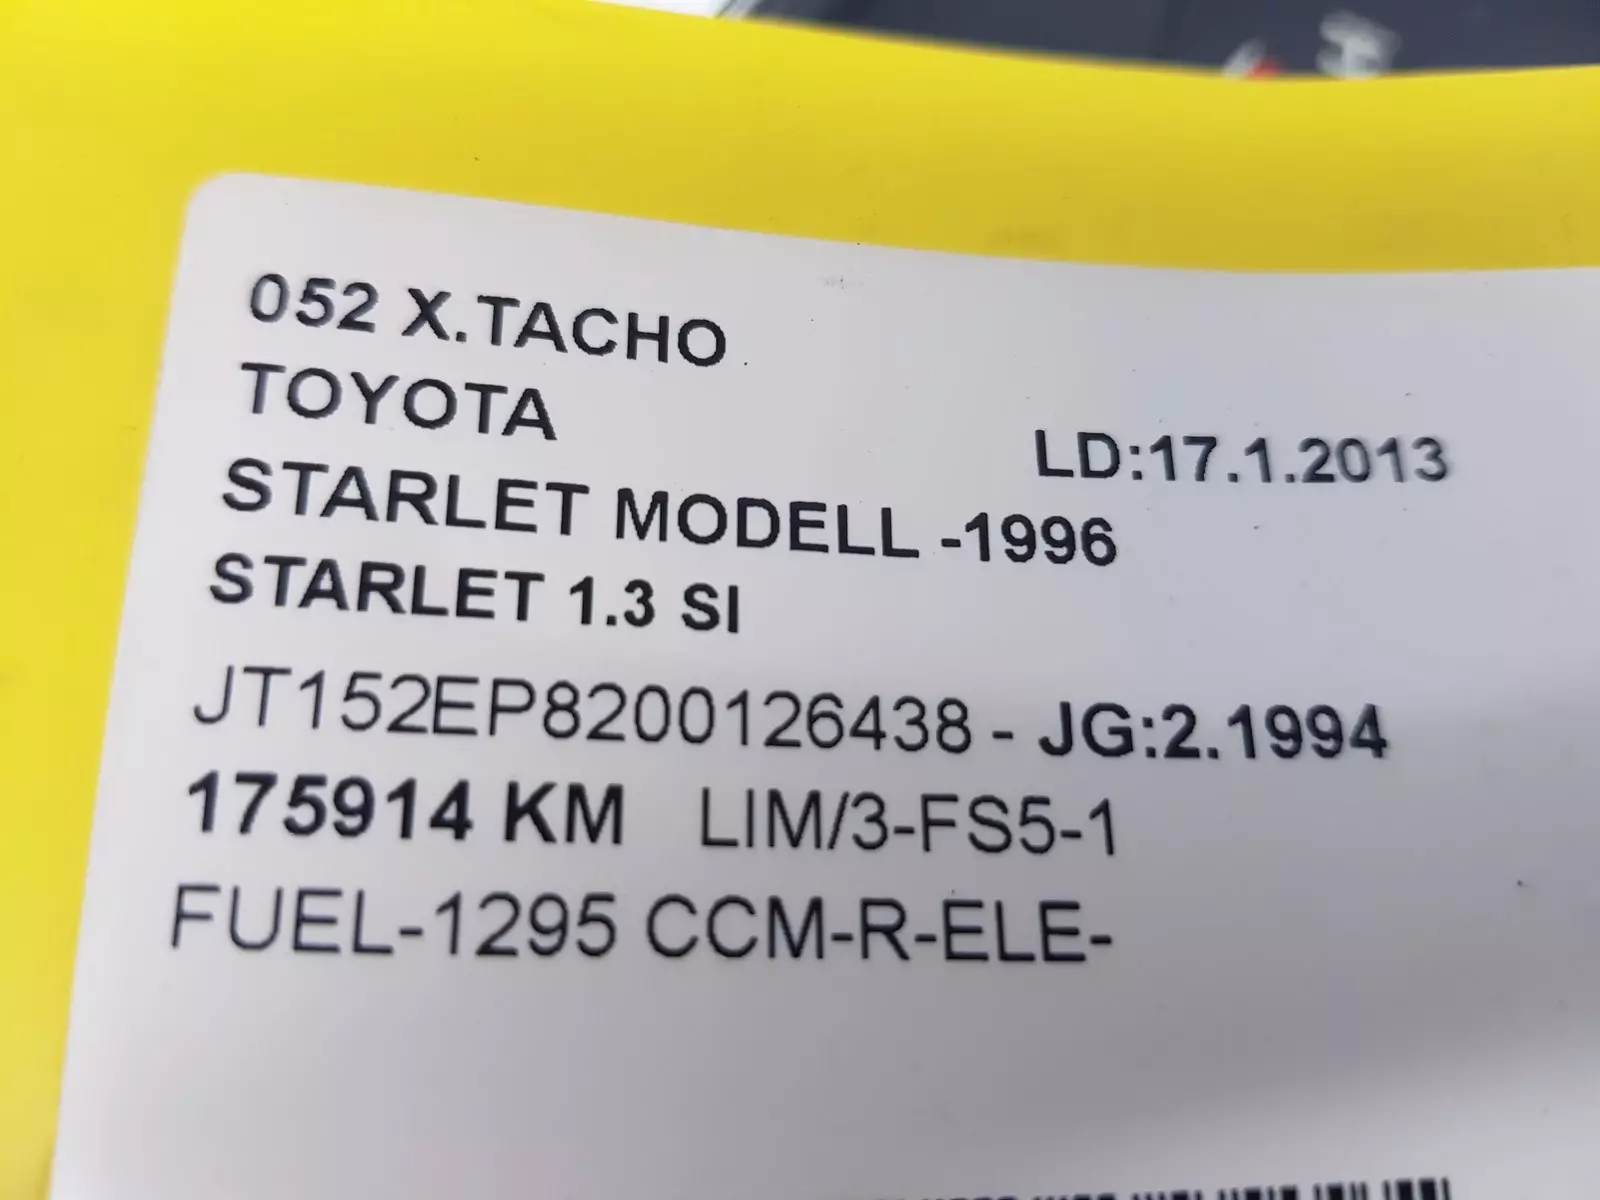 052 X.TACHO
TOYOTA
LD:17.1.2013
STARLET MODELL -1996
STARLET 1.3 SI
JT152EP8200126438 - JG:2.1994
175914 KM LIM/3-FS5-1
FUEL-1295 CCM-R-ELE-